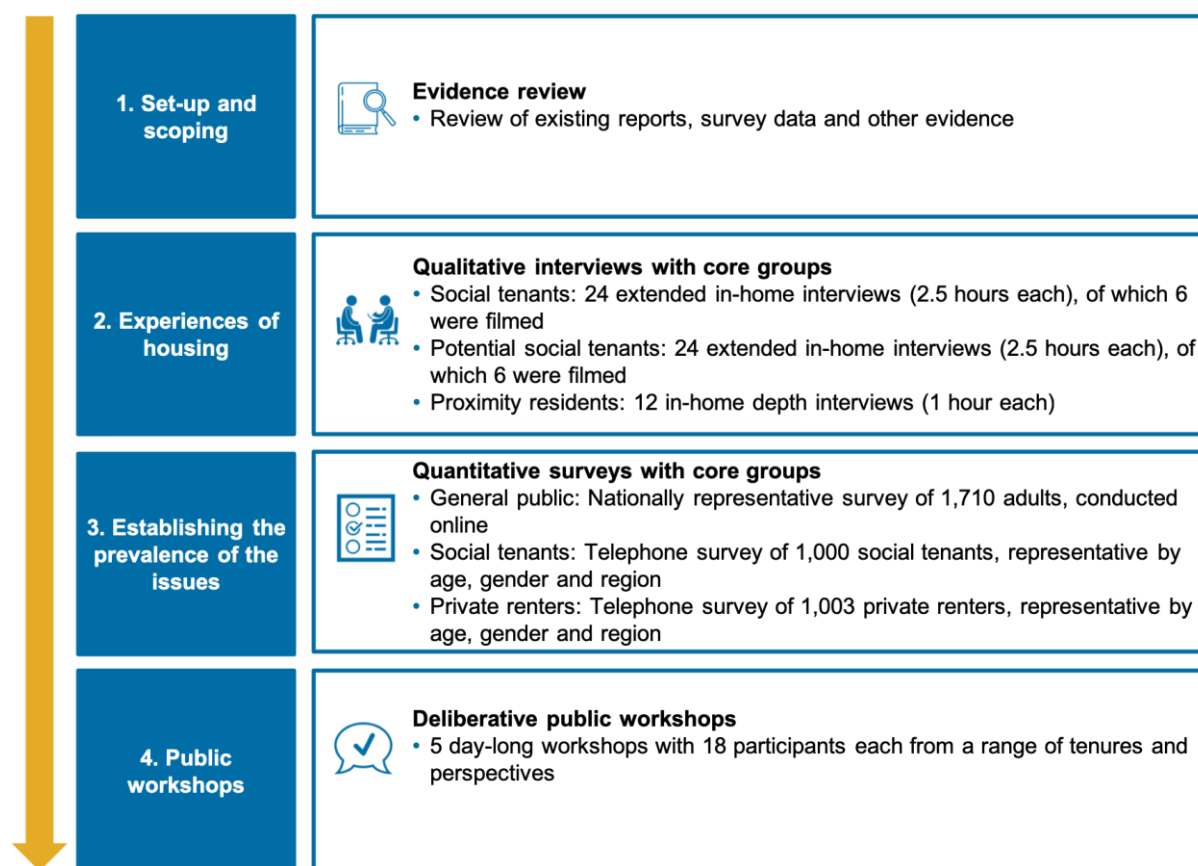 1. Set-up and
scoping
Evidence review
• Review of existing reports, survey data and other evidence
2. Experiences of
housing
Qualitative interviews with core groups
• Social tenants: 24 extended in-home interviews (2.5 hours each), of which 6
were filmed
• Potential social tenants: 24 extended in-home interviews (2.5 hours each), of
which 6 were filmed
• Proximity residents: 12 in-home depth interviews (1 hour each)
3. Establishing the
prevalence of the
issues
Quantitative surveys with core groups
• General public: Nationally representative survey of 1,710 adults, conducted
online
• Social tenants: Telephone survey of 1,000 social tenants, representative by
age, gender and region
• Private renters: Telephone survey of 1,003 private renters, representative by
age, gender and region
4. Public
workshops
Deliberative public workshops
• 5 day-long workshops with 18 participants each from a range of tenures and
perspectives